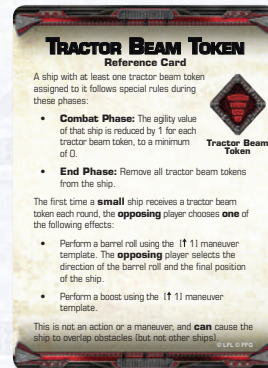 TRACTOR BEAM TOKEN
Reference Card
A ship with at least one tractor beam token
assigned to it follows special rules during
these phases:
• Combat Phase: The agility value
of that ship is reduced by 1 for each
tractor beam token, to a minimum
of 0.
Tractor Beam
Token
• End Phase: Remove all tractor beam tokens
from the ship.
The first time a small ship receives a tractor beam
token each round, the opposing player chooses one of
the following effects:
• Perform a barrel roll using the (↑ 1) maneuver
template. The opposing player selects the
direction of the barrel roll and the final position
of the ship.
• Perform a boost using the (↑ 1) maneuver
template.
This is not an action or a maneuver, and can cause the
ship to overlap obstacles (but not other ships).
© LFL © FFG